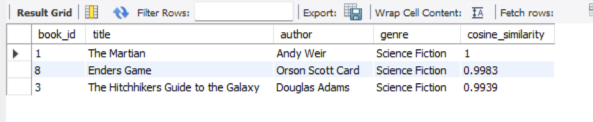 Result Grid Filter Rows: Export: Wrap Cell Content: IA Fetch rows:
book_id title author genre cosine_similarity
1 The Martian Andy Weir Science Fiction 1
8 Enders Game Orson Scott Card Science Fiction 0.9983
3 The Hitchhikers Guide to the Galaxy Douglas Adams Science Fiction 0.9939